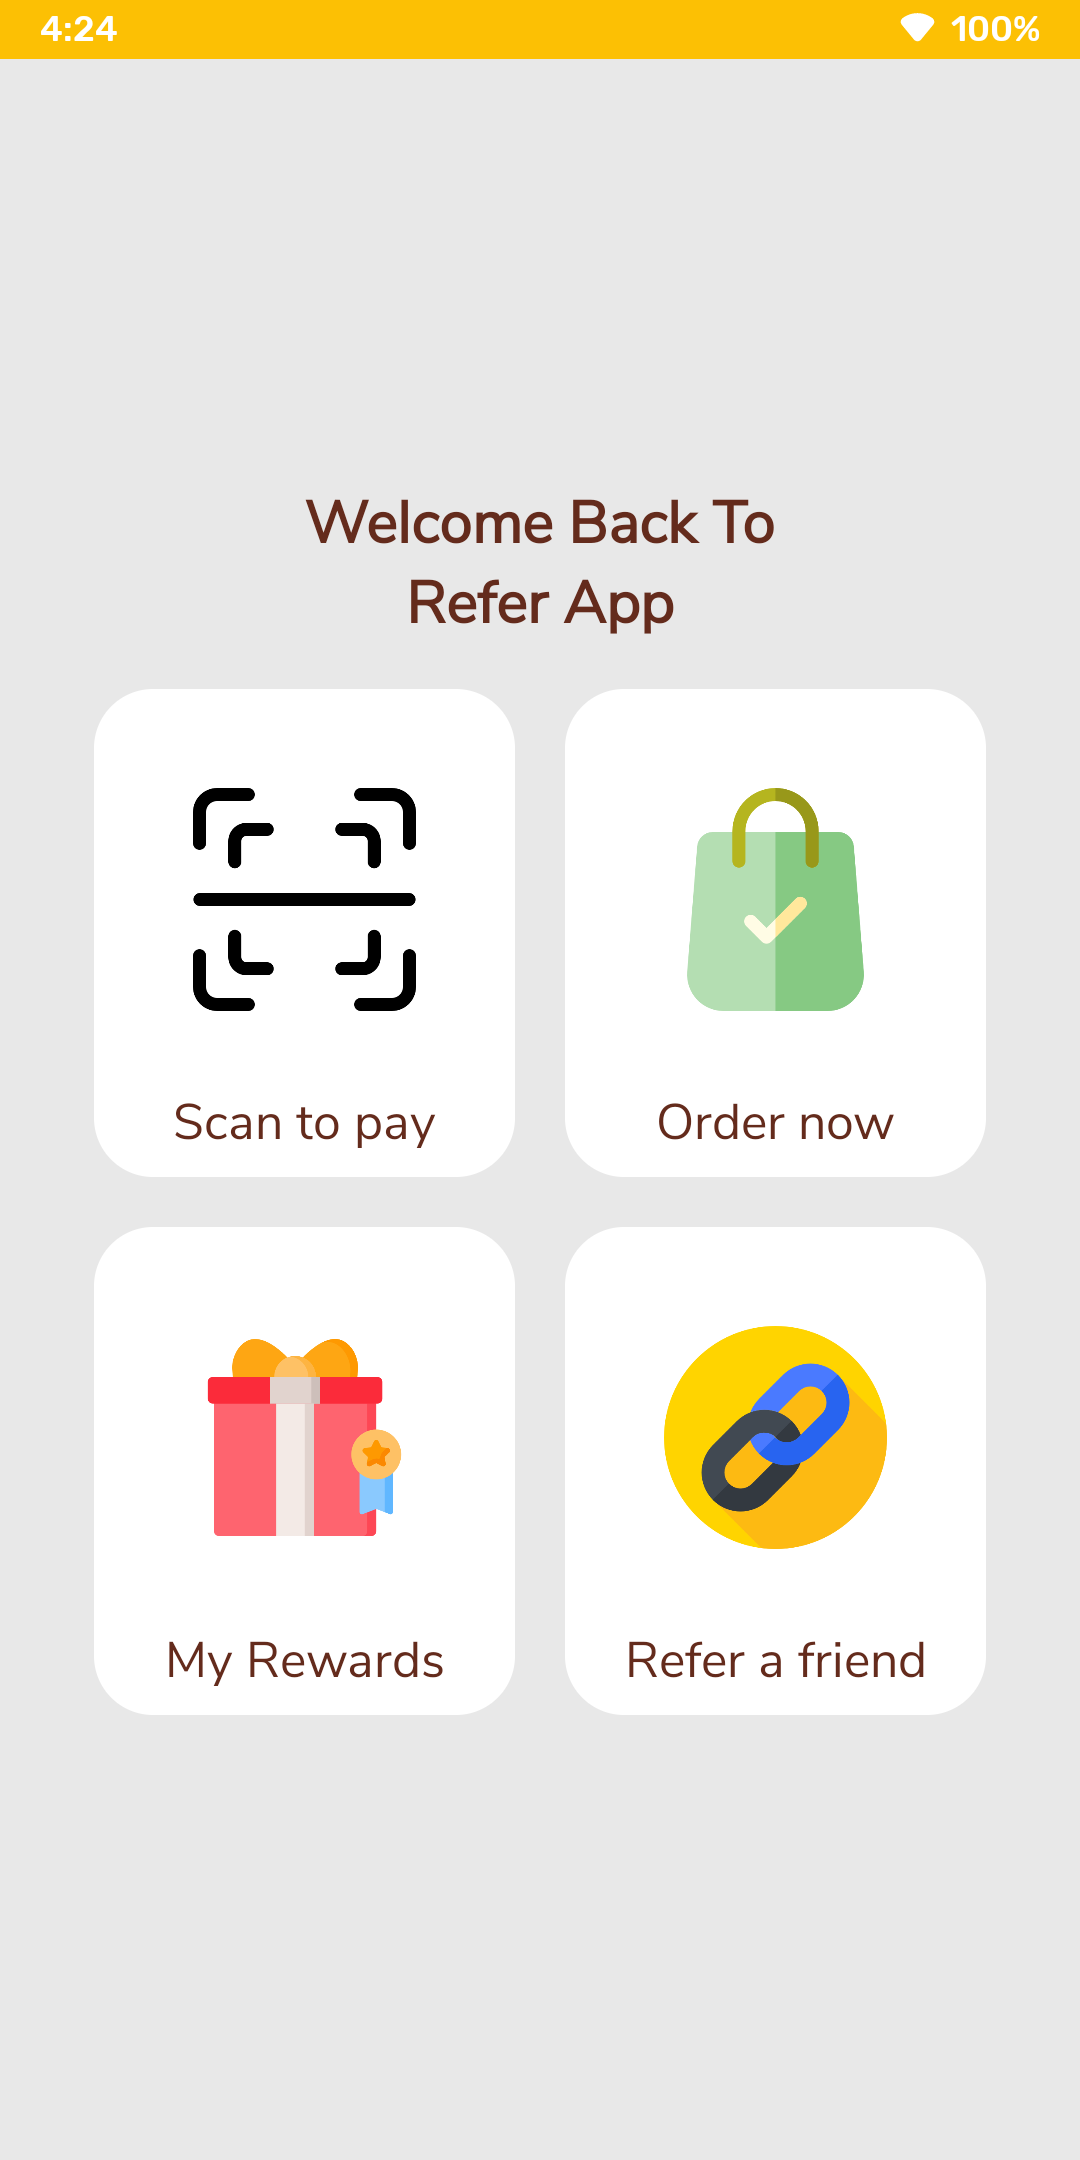 4:24
100%
Welcome Back To
Refer App
Scan to pay
Order now
My Rewards
Refer a friend